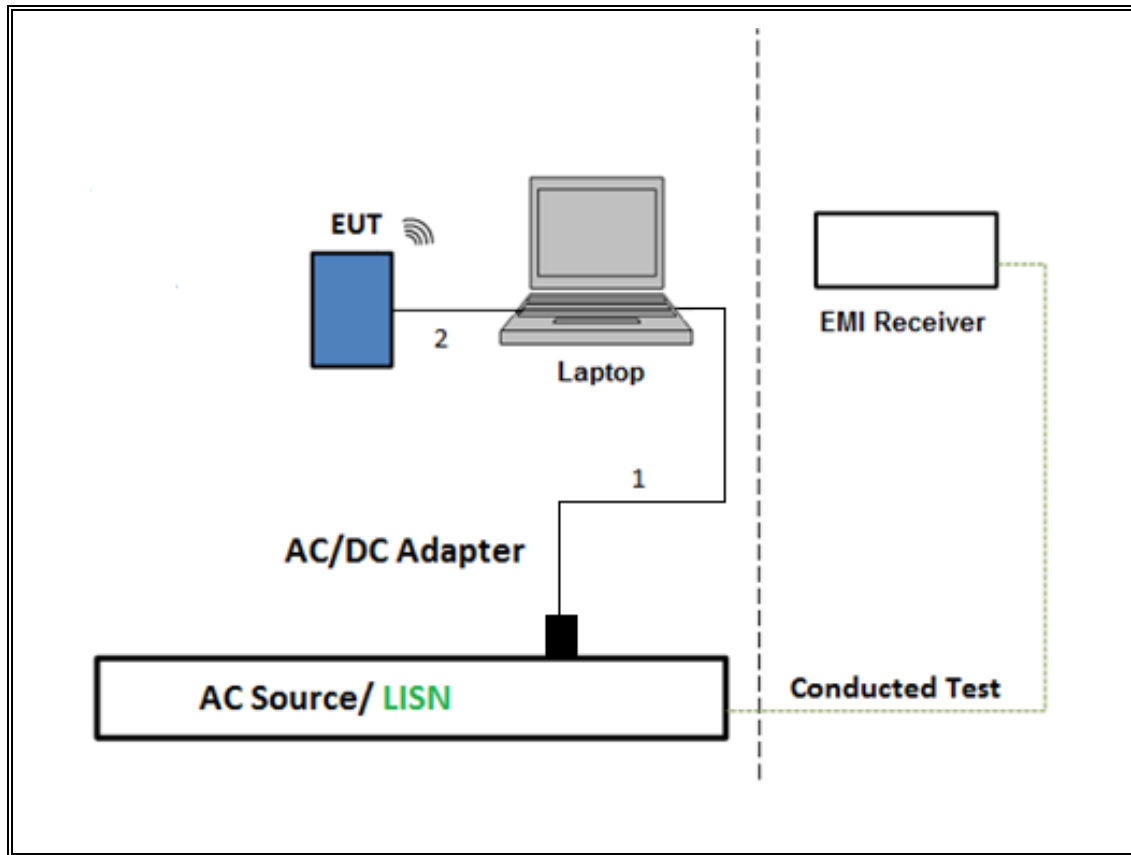 EUT
2
Laptop
EMI Receiver
1
AC/DC Adapter
AC Source/ LISN
Conducted Test